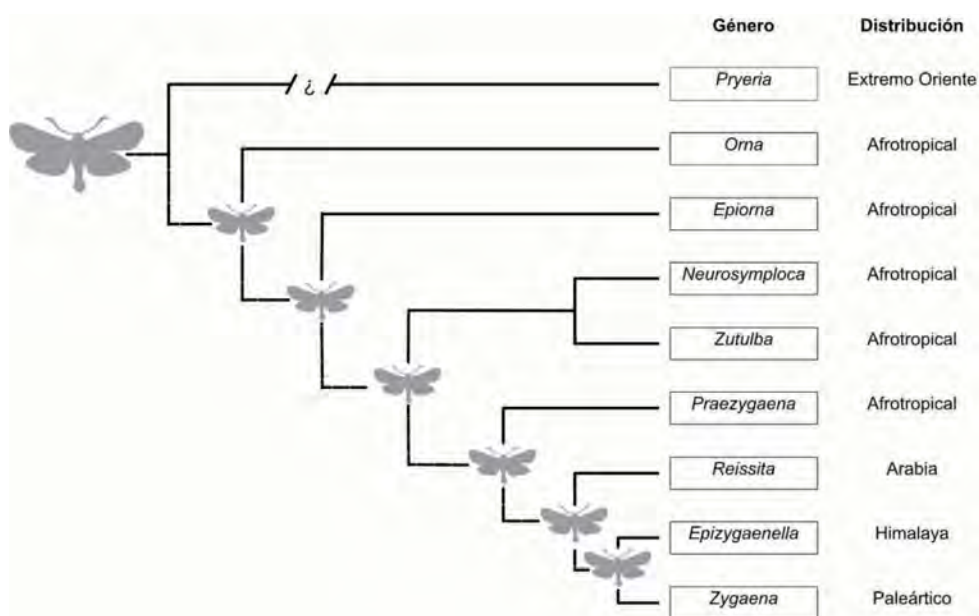 Género Distribución
¿ Pryeria Extremo Oriente
Orna Afrotropical
Epiorna Afrotropical
Neurosymploca Afrotropical
Zutulba Afrotropical
Praezygaena Afrotropical
Reissita Arabia
Epizygaenella Himalaya
Zygaena Paleártico